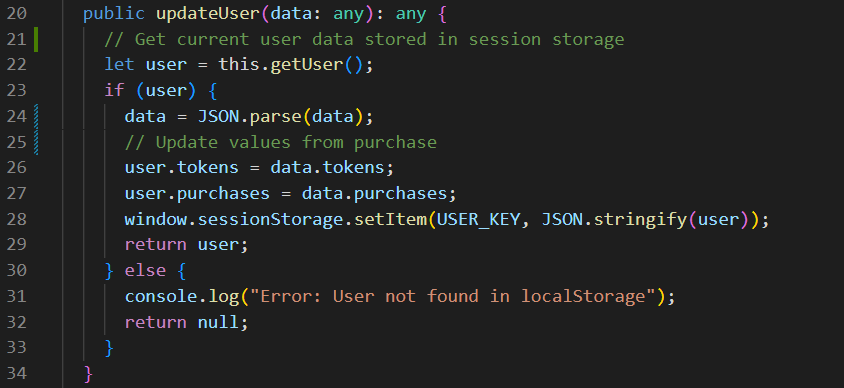 20 public updateUser(data: any): any {
21 // Get current user data stored in session storage
22 let user = this.getUser();
23 if (user) {
24 data = JSON.parse(data);
25 // Update values from purchase
26 user.tokens = data.tokens;
27 user.purchases = data.purchases;
28 window.sessionStorage.setItem(USER_KEY, JSON.stringify(user));
29 return user;
30 } else {
31 console.log("Error: User not found in localStorage");
32 return null;
33 }
34 }